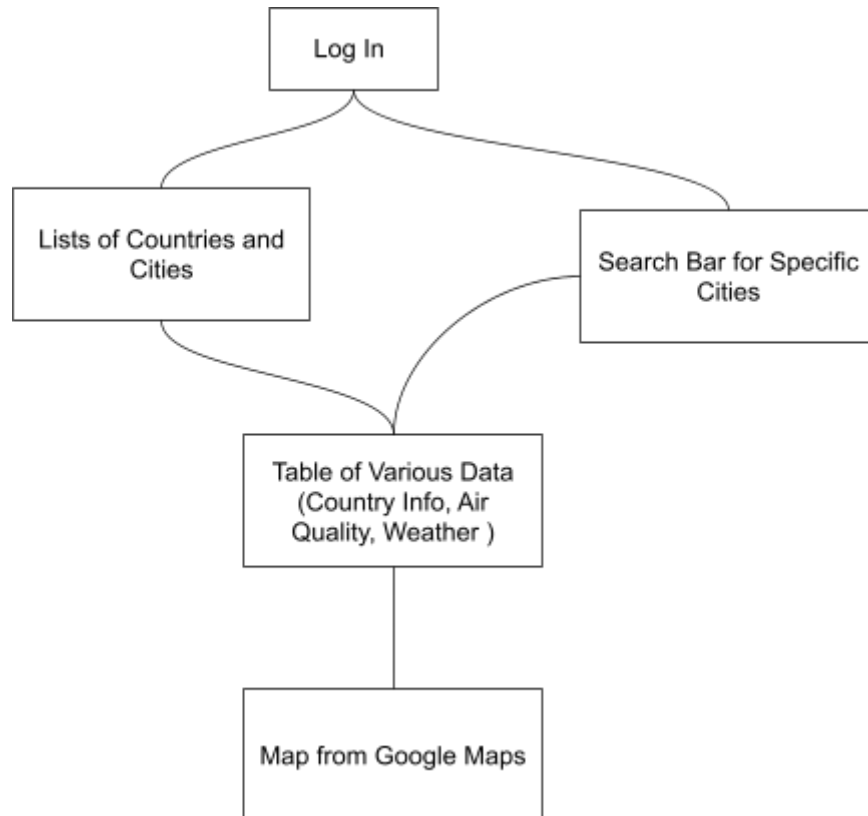 Log In
Lists of Countries and
Cities
Search Bar for Specific
Cities
Table of Various Data
(Country Info, Air
Quality, Weather )
Map from Google Maps